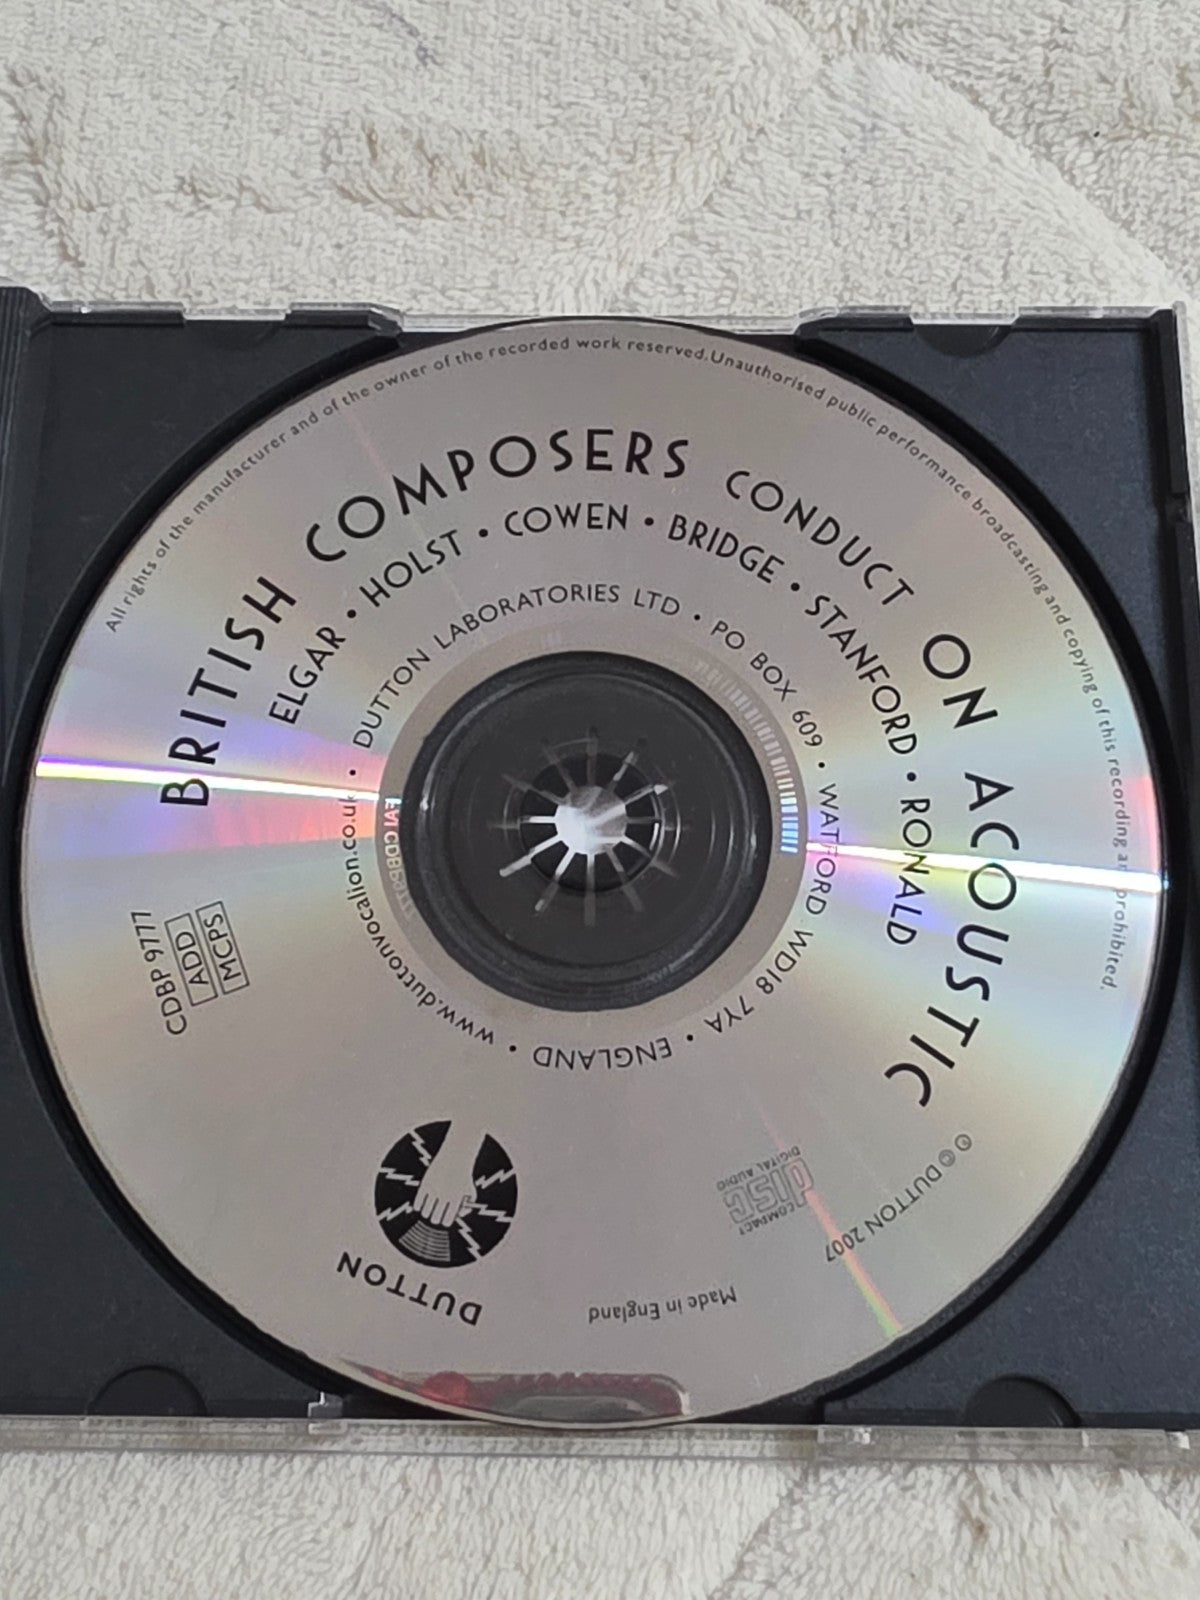 All rights of the manufacturer and of the owner of the recorded work reserved. Unauthorised public performance broadcasting and copying of this recording are prohibited.
BRITISH COMPOSERS CONDUCT ON ACOUSTIC
ELGAR • HOLST • COWEN • BRIDGE • STANFORD • RONALD
• DUTTON LABORATORIES LTD • PO BOX 609 • WATFORD WD18 7YA • ENGLAND • www.duttonvocalion.co.uk
CDBP 9777
ADD
MCPS
DUTTON
Made in England
COMPACT
disc
DIGITAL AUDIO
℗ © DUTTON 2007